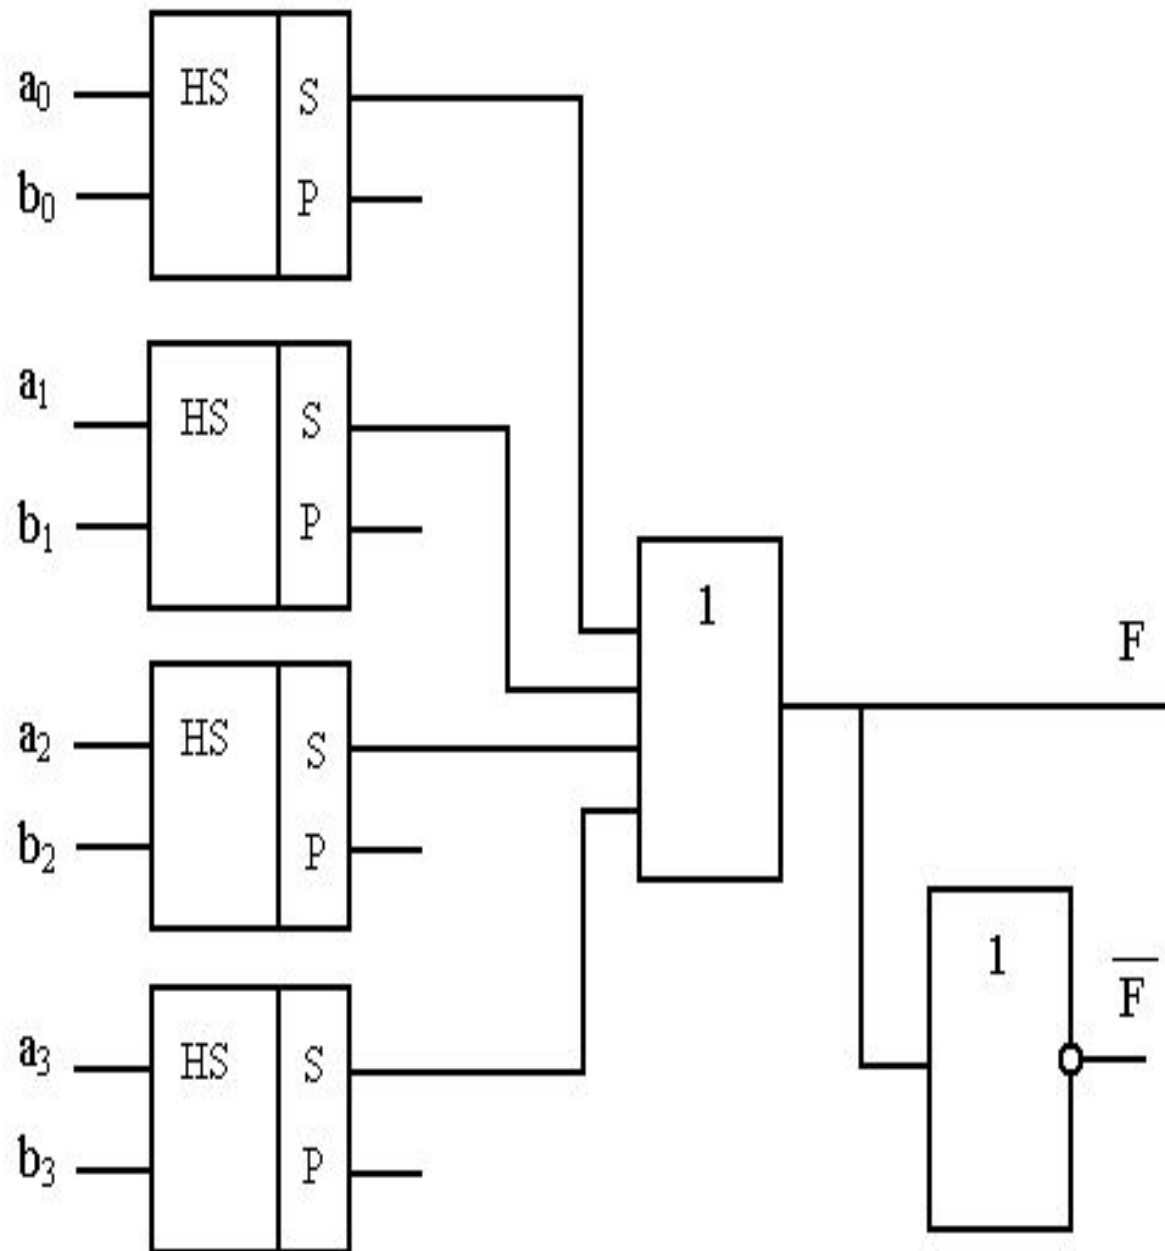 a₀ HS S
b₀ P
a₁ HS S
b₁ P
1
F
a₂ HS S
b₂ P
1
F̅
a₃ HS S
b₃ P